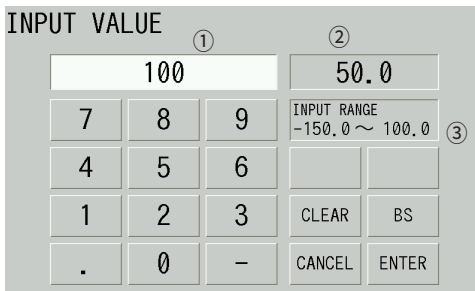 INPUT VALUE
① ②
100 50.0
7 8 9 INPUT RANGE
-150.0～ 100.0 ③
4 5 6
1 2 3 CLEAR BS
. 0 - CANCEL ENTER